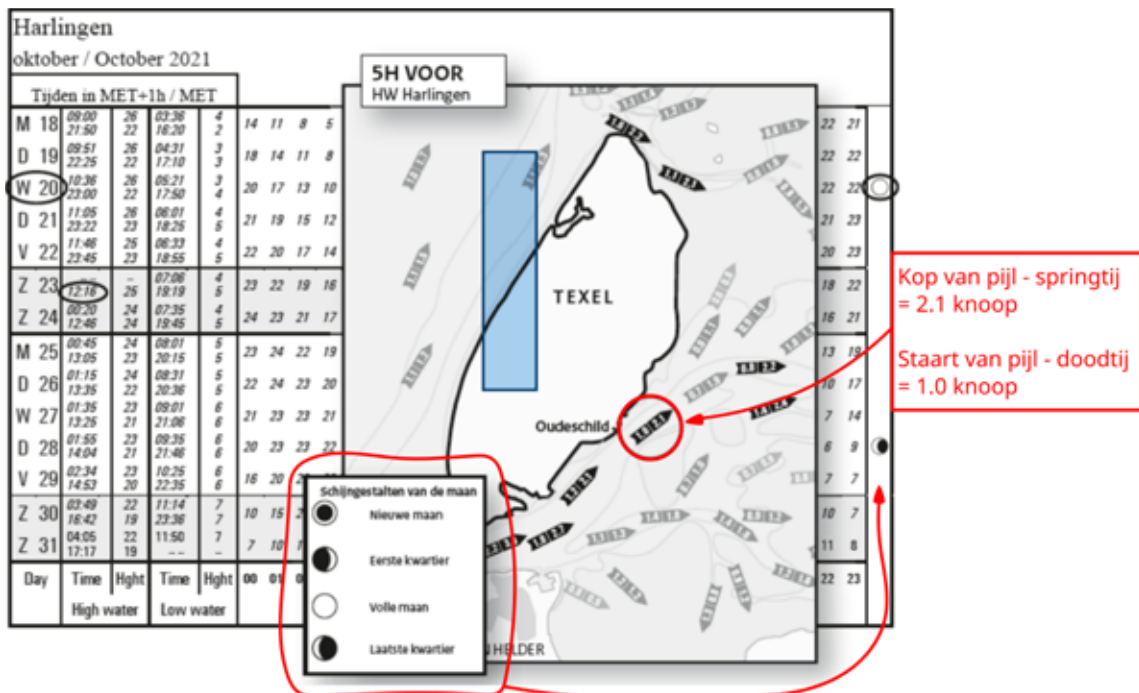 Harlingen
oktober / October 2021
Tijden in MET+1h / MET
M 18 09:00 26 03:36 4 14 11 8 5
21:50 22 16:20 2
D 19 09:51 26 04:31 3 18 14 11 8
22:25 22 17:10 3
W 20 10:36 26 05:21 3 20 17 13 10
23:00 22 17:50 4
D 21 11:05 26 06:01 4 21 19 15 12
23:22 23 18:25 5
V 22 11:46 25 06:33 4 22 20 17 14
23:45 23 18:55 5
Z 23 -- - 07:06 4 23 22 19 16
12:16 25 19:19 5
Z 24 00:20 24 07:35 4 24 23 21 17
12:46 24 19:45 5
M 25 00:45 24 08:01 5 23 24 22 19
13:05 23 20:15 5
D 26 01:15 24 08:31 5 22 24 23 20
13:35 22 20:36 5
W 27 01:35 23 09:01 6 21 23 23 21
13:25 21 21:06 6
D 28 01:55 23 09:35 6 20 23 23 22
14:04 21 21:46 6
V 29 02:34 23 10:25 6 16 20
14:53 20 22:35 6
Z 30 03:49 22 11:14 7 10 15
16:42 19 23:36 7
Z 31 04:05 22 11:50 7 7 10
17:17 19 -- --
Day Time Hght Time Hght 00 01
High water Low water
5H VOOR
HW Harlingen
TEXEL
Oudeschild
HELDER
Schijngestalten van de maan
Nieuwe maan
Eerste kwartier
Volle maan
Laatste kwartier
22 21
22 22
22 22
21 23
20 23
18 22
16 21
13 19
10 17
7 14
6 9
7 7
10 7
11 8
22 23
Kop van pijl - springtij
= 2.1 knoop
Staart van pijl - doodtij
= 1.0 knoop